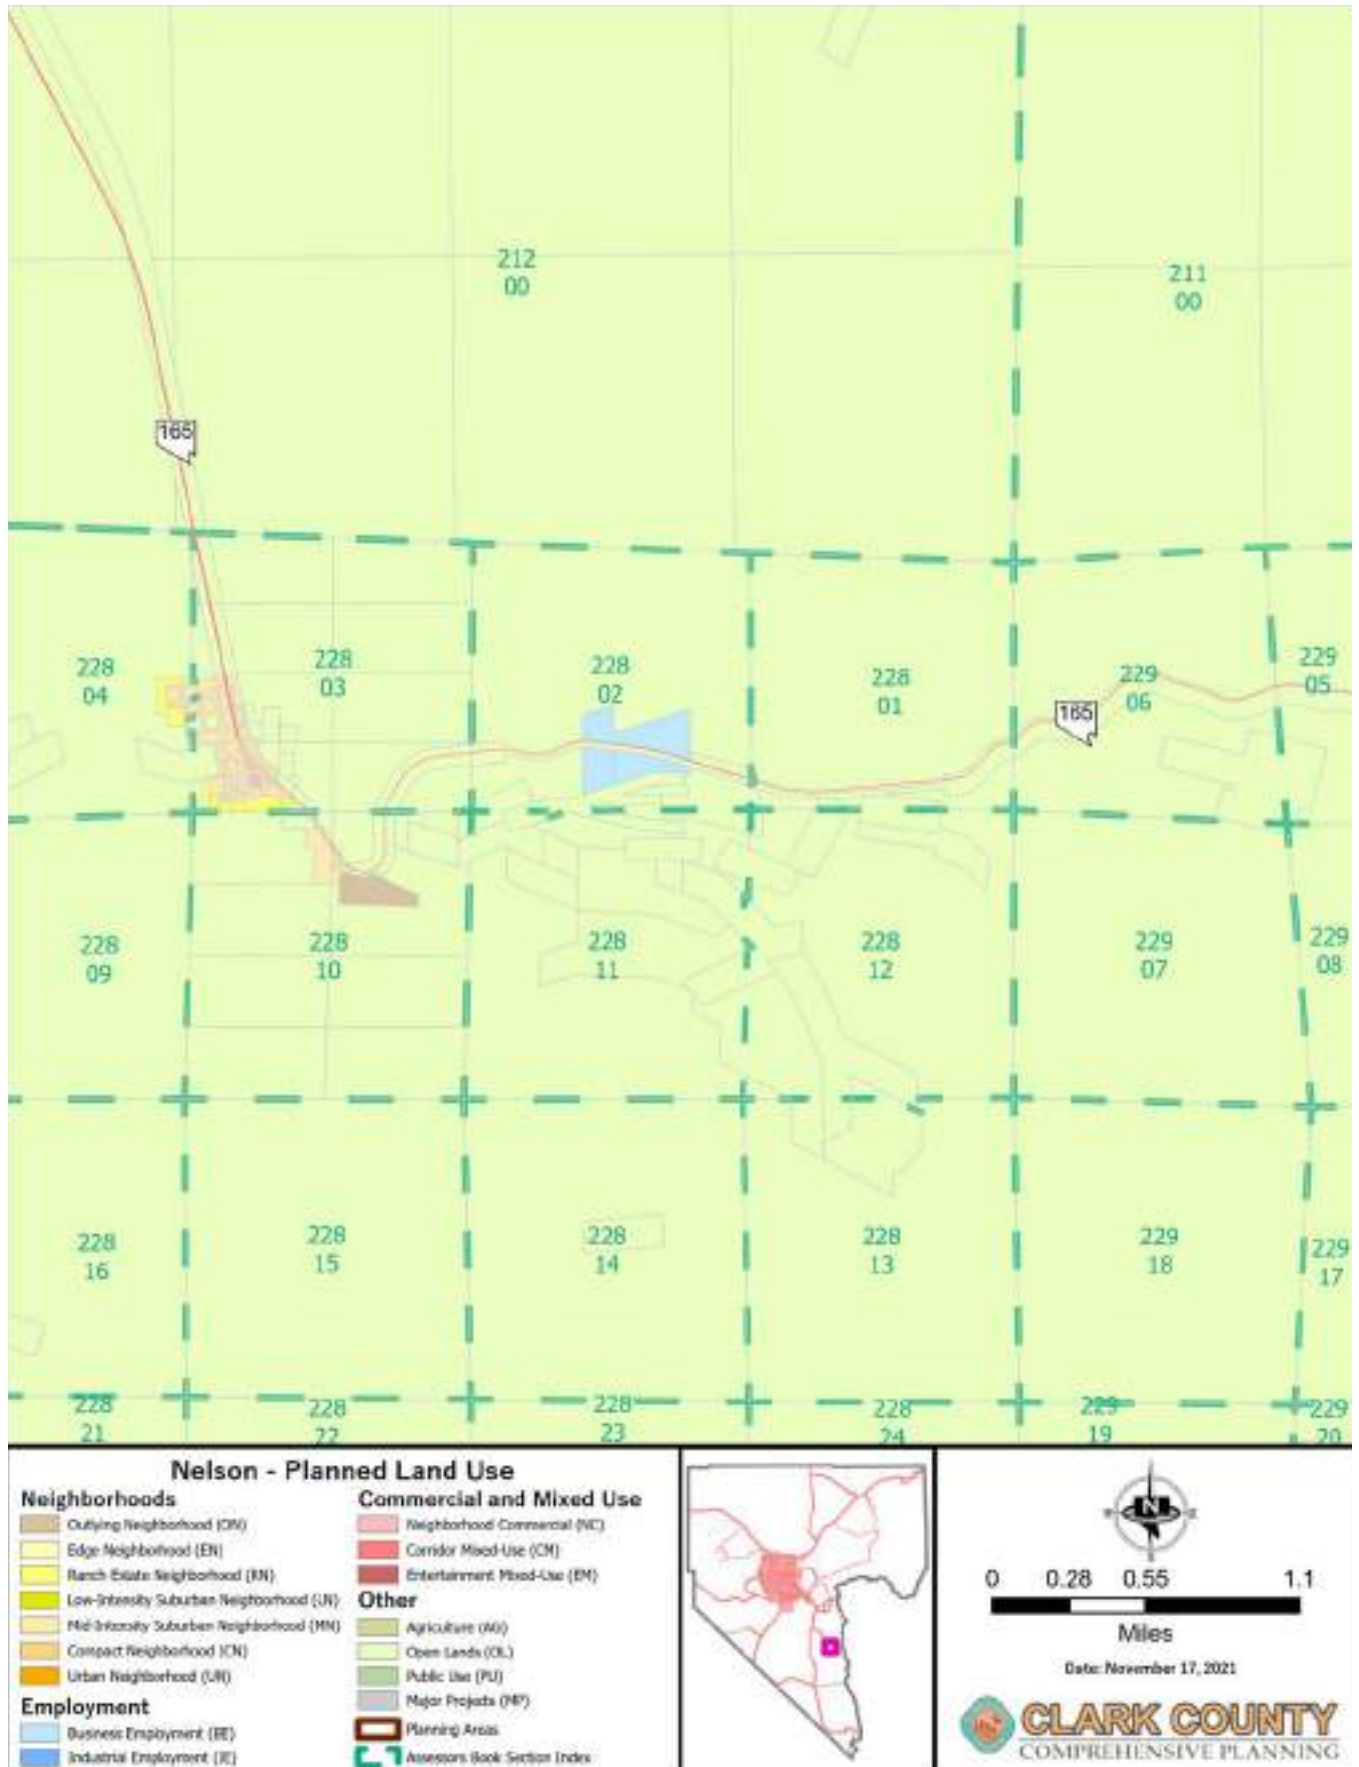 212
00
211
00
165
228
04
228
03
228
02
228
01
229
06
229
05
165
228
09
228
10
228
11
228
12
229
07
229
08
228
16
228
15
228
14
228
13
229
18
229
17
228
21
228
22
228
23
228
24
229
19
229
20
Nelson - Planned Land Use
Neighborhoods
Outlying Neighborhood (ON)
Edge Neighborhood (EN)
Ranch Estate Neighborhood (RN)
Low-Intensity Suburban Neighborhood (LN)
Mid-Intensity Suburban Neighborhood (MN)
Compact Neighborhood (CN)
Urban Neighborhood (UN)
Employment
Business Employment (BE)
Industrial Employment (IE)
Commercial and Mixed Use
Neighborhood Commercial (NC)
Corridor Mixed-Use (CM)
Entertainment Mixed-Use (EM)
Other
Agriculture (AG)
Open Lands (OL)
Public Use (PU)
Major Projects (MP)
Planning Areas
Assessors Book Section Index
N
0 0.28 0.55 1.1
Miles
Date: November 17, 2021
CLARK COUNTY
COMPREHENSIVE PLANNING